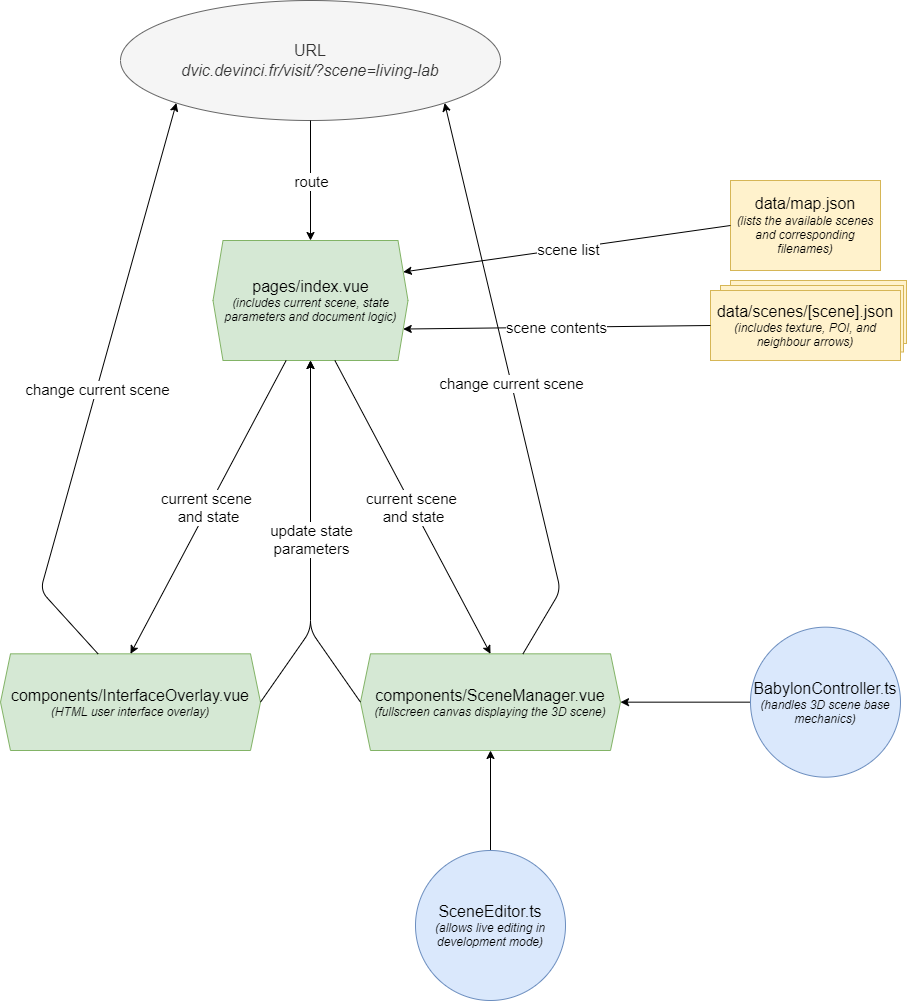 URL
dvic.devinci.fr/visit/?scene=living-lab
route
data/map.json
(lists the available scenes
and corresponding
filenames)
scene list
pages/index.vue
(includes current scene, state
parameters and document logic)
data/scenes/[scene].json
(includes texture, POI, and
neighbour arrows)
scene contents
change current scene
change current scene
current scene
and state
current scene
and state
update state
parameters
components/InterfaceOverlay.vue
(HTML user interface overlay)
components/SceneManager.vue
(fullscreen canvas displaying the 3D scene)
BabylonController.ts
(handles 3D scene base
mechanics)
SceneEditor.ts
(allows live editing in
development mode)